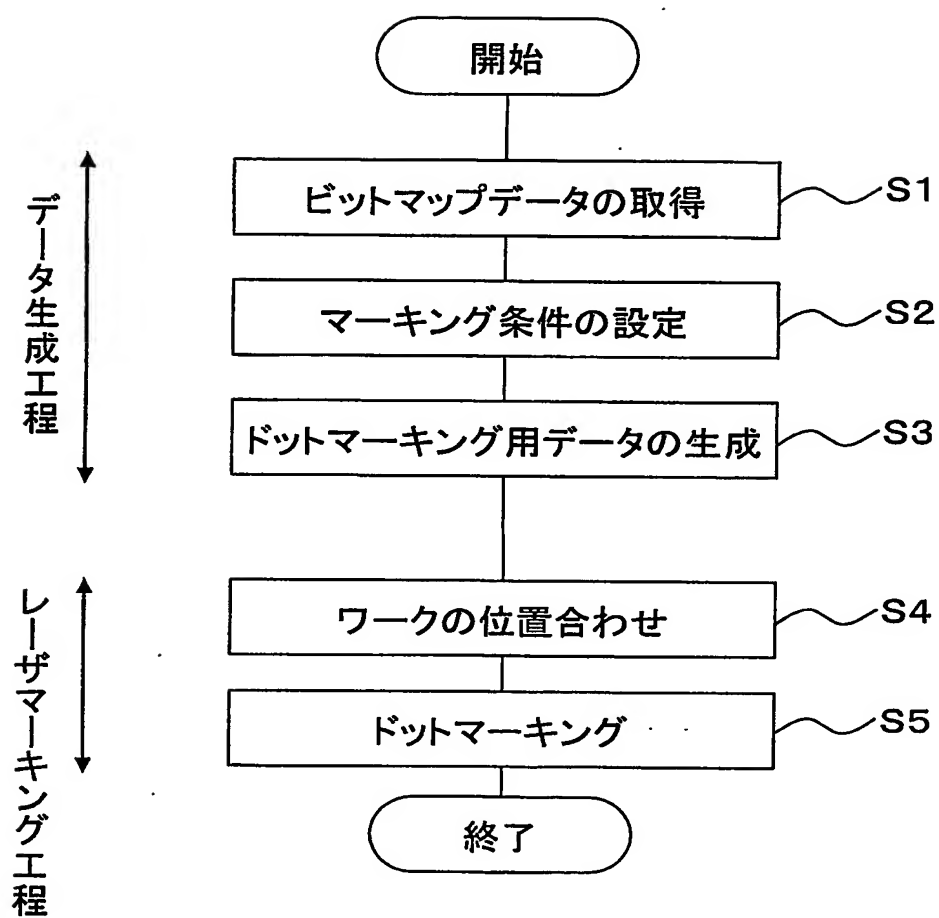 開始
データ生成工程
ビットマップデータの取得 S1
マーキング条件の設定 S2
ドットマーキング用データの生成 S3
レーザマーキング工程
ワークの位置合わせ S4
ドットマーキング S5
終了